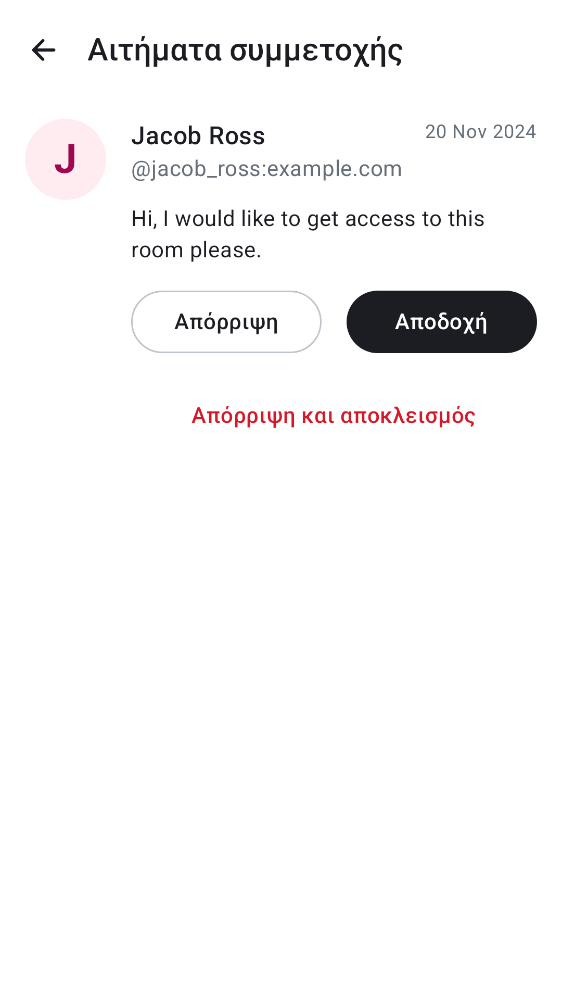 Αιτήματα συμμετοχής
J
Jacob Ross
20 Nov 2024
@jacob_ross:example.com
Hi, I would like to get access to this
room please.
Απόρριψη
Αποδοχή
Απόρριψη και αποκλεισμός